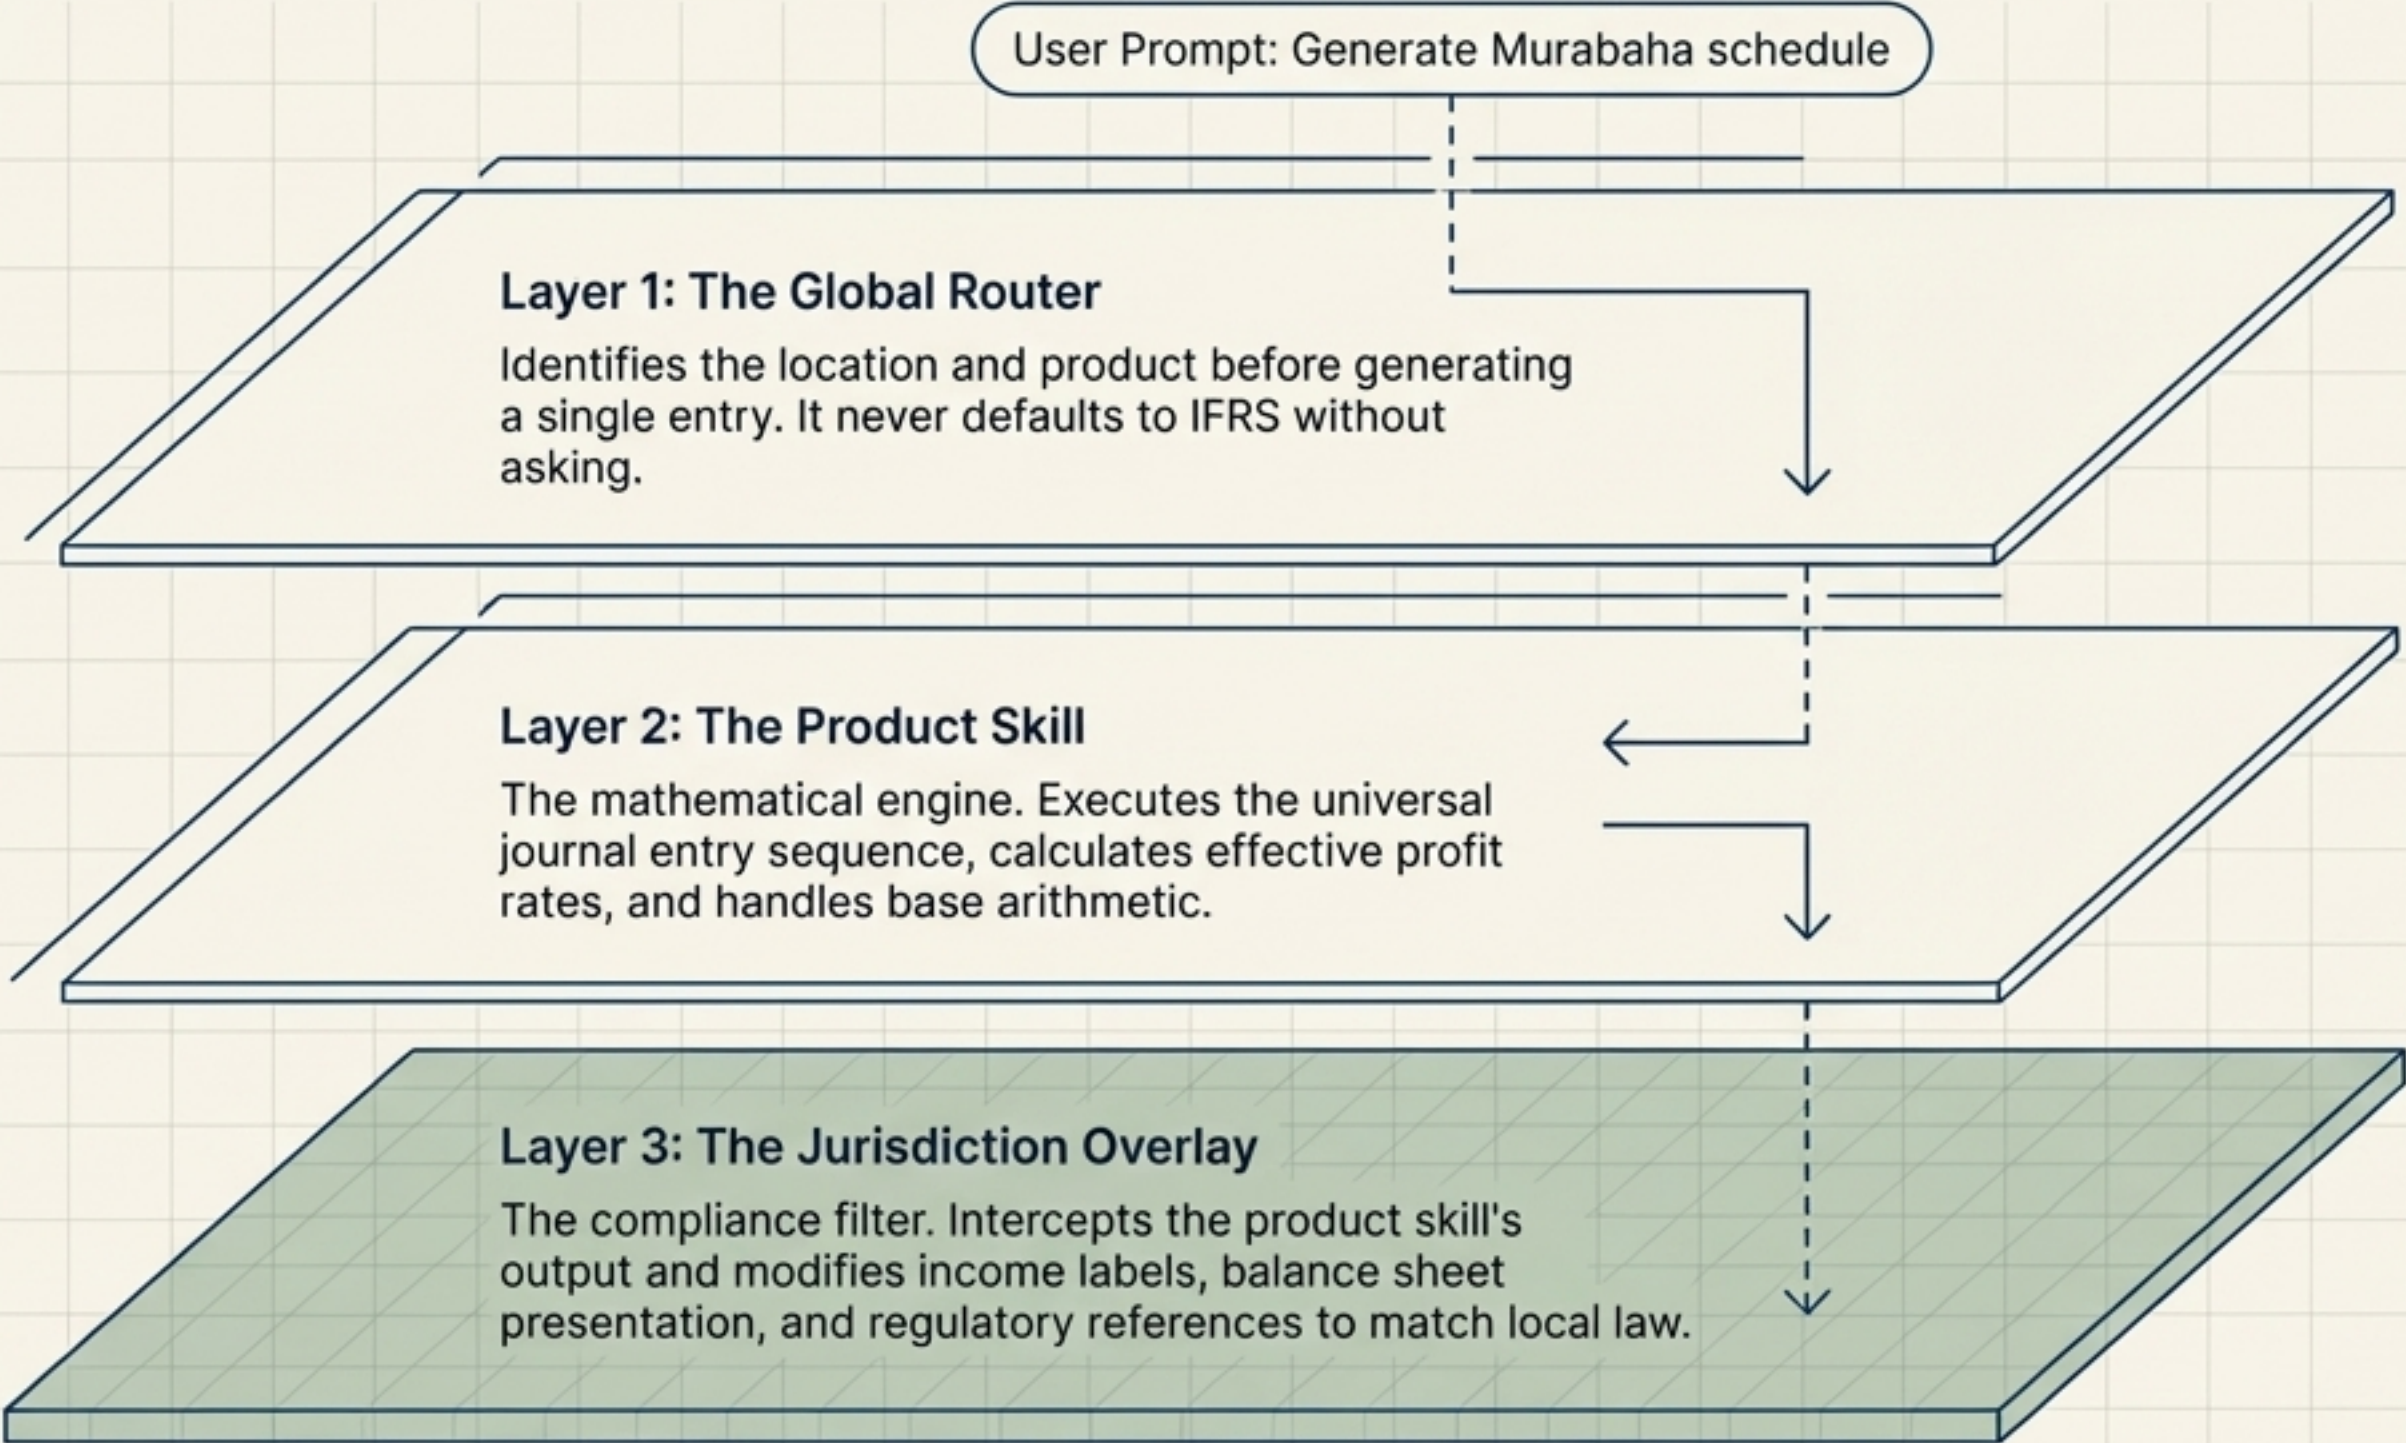 User Prompt: Generate Murabaha schedule
Layer 1: The Global Router
Identifies the location and product before generating
a single entry. It never defaults to IFRS without
asking.
Layer 2: The Product Skill
The mathematical engine. Executes the universal
journal entry sequence, calculates effective profit
rates, and handles base arithmetic.
Layer 3: The Jurisdiction Overlay
The compliance filter. Intercepts the product skill's
output and modifies income labels, balance sheet
presentation, and regulatory references to match local law.